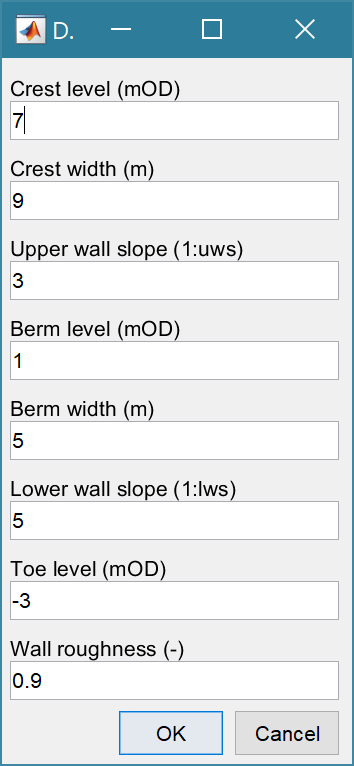 D.
Crest level (mOD)
7
Crest width (m)
9
Upper wall slope (1:uws)
3
Berm level (mOD)
1
Berm width (m)
5
Lower wall slope (1:lws)
5
Toe level (mOD)
-3
Wall roughness (-)
0.9
OK Cancel